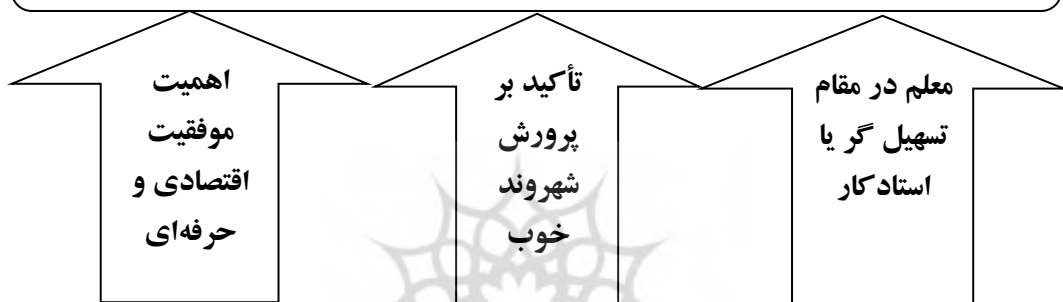 معلم در مقام
تسهیل گر یا
استادکار
تأکید بر
پرورش
شهروند
خوب
اهمیت
موفقیت
اقتصادی و
حرفه‌ای